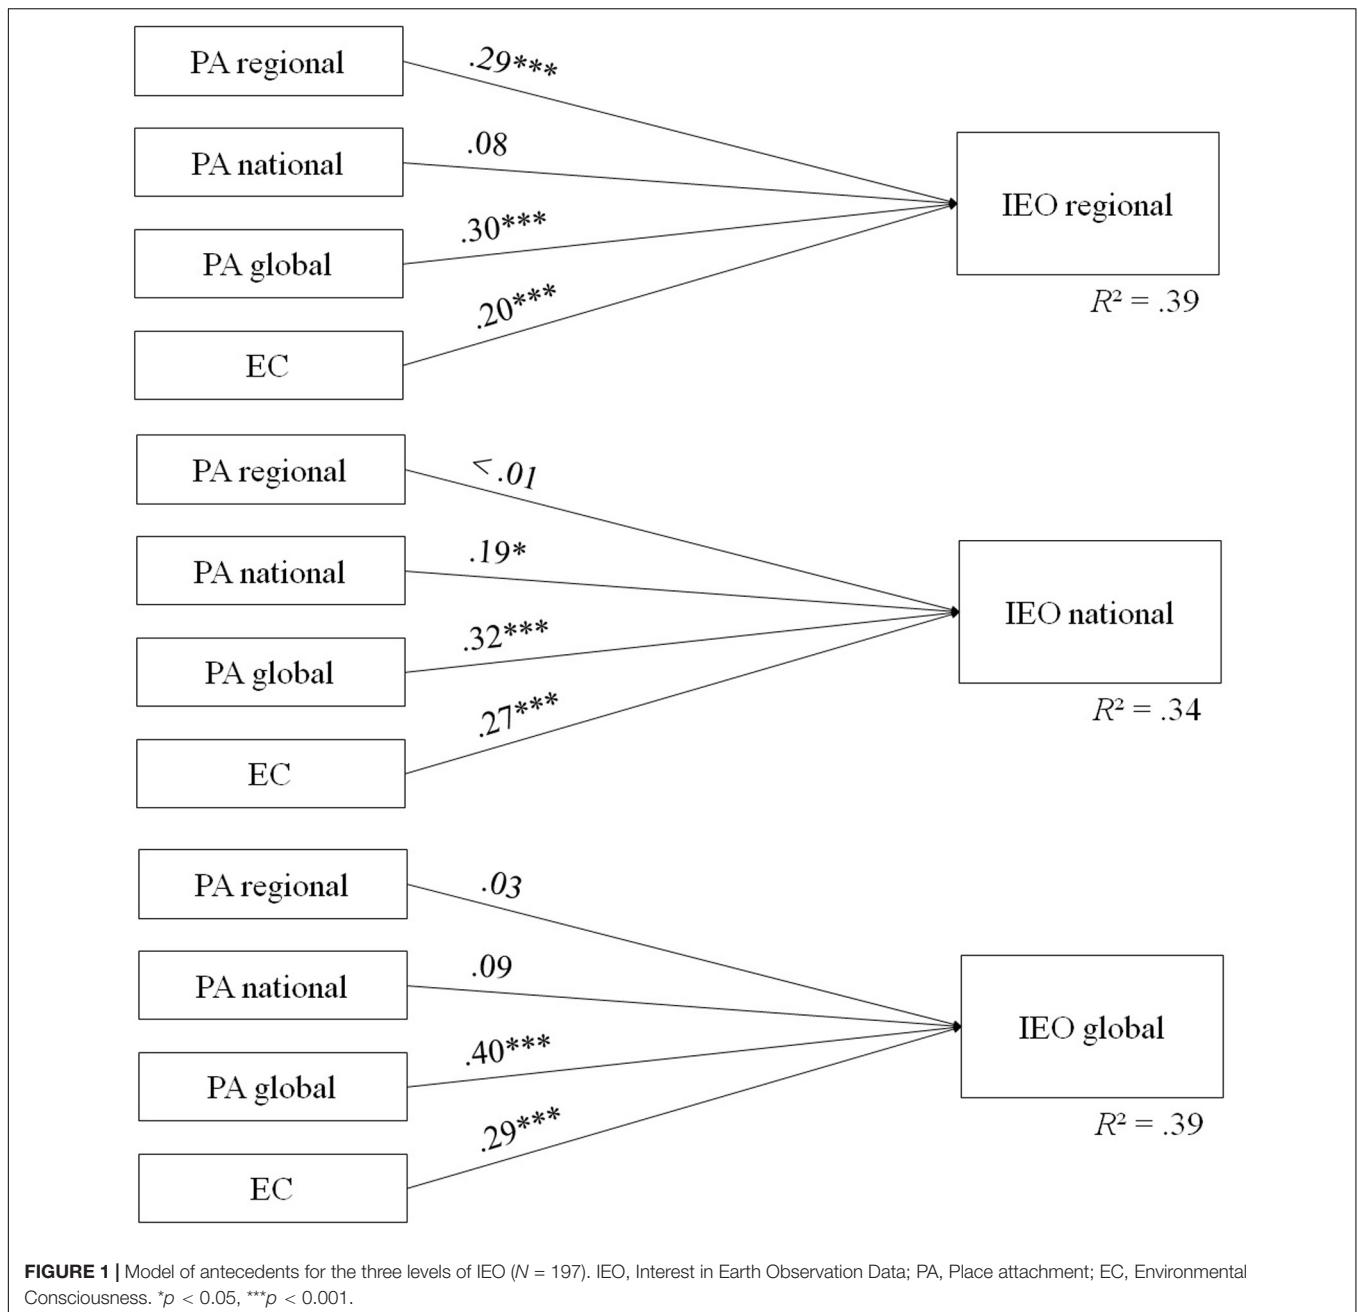 PA regional
.29***
PA national
.08
PA global
.30***
EC
.20***
IEO regional
R² = .39
PA regional
< .01
PA national
.19*
PA global
.32***
EC
.27***
IEO national
R² = .34
PA regional
.03
PA national
.09
PA global
.40***
EC
.29***
IEO global
R² = .39
FIGURE 1 | Model of antecedents for the three levels of IEO (N = 197). IEO, Interest in Earth Observation Data; PA, Place attachment; EC, Environmental
Consciousness. *p < 0.05, ***p < 0.001.